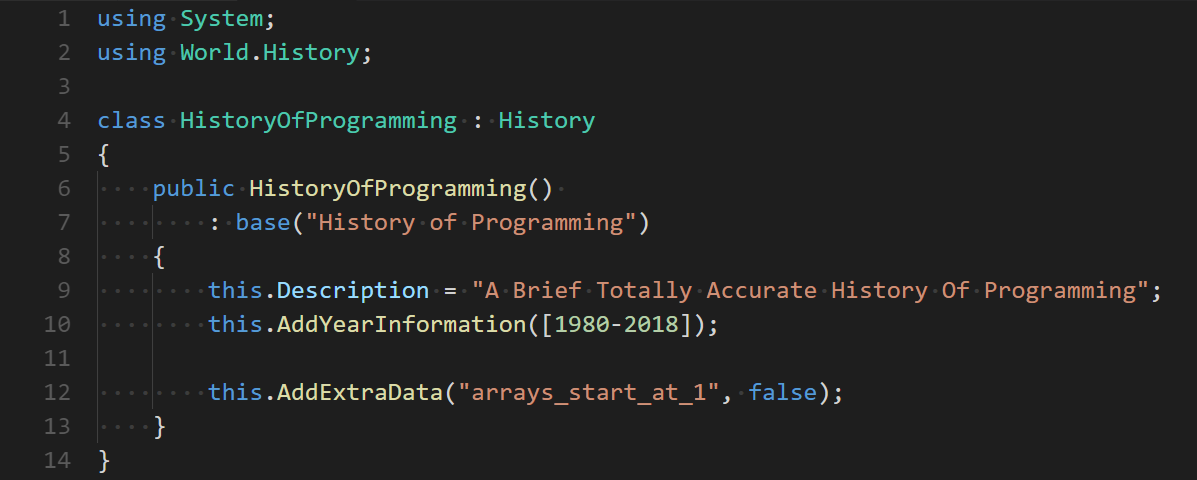 1 using System;
2 using World.History;
3
4 class HistoryOfProgramming : History
5 {
6     public HistoryOfProgramming()
7         : base("History of Programming")
8     {
9         this.Description = "A Brief Totally Accurate History Of Programming";
10         this.AddYearInformation([1980-2018]);
11
12         this.AddExtraData("arrays_start_at_1", false);
13     }
14 }